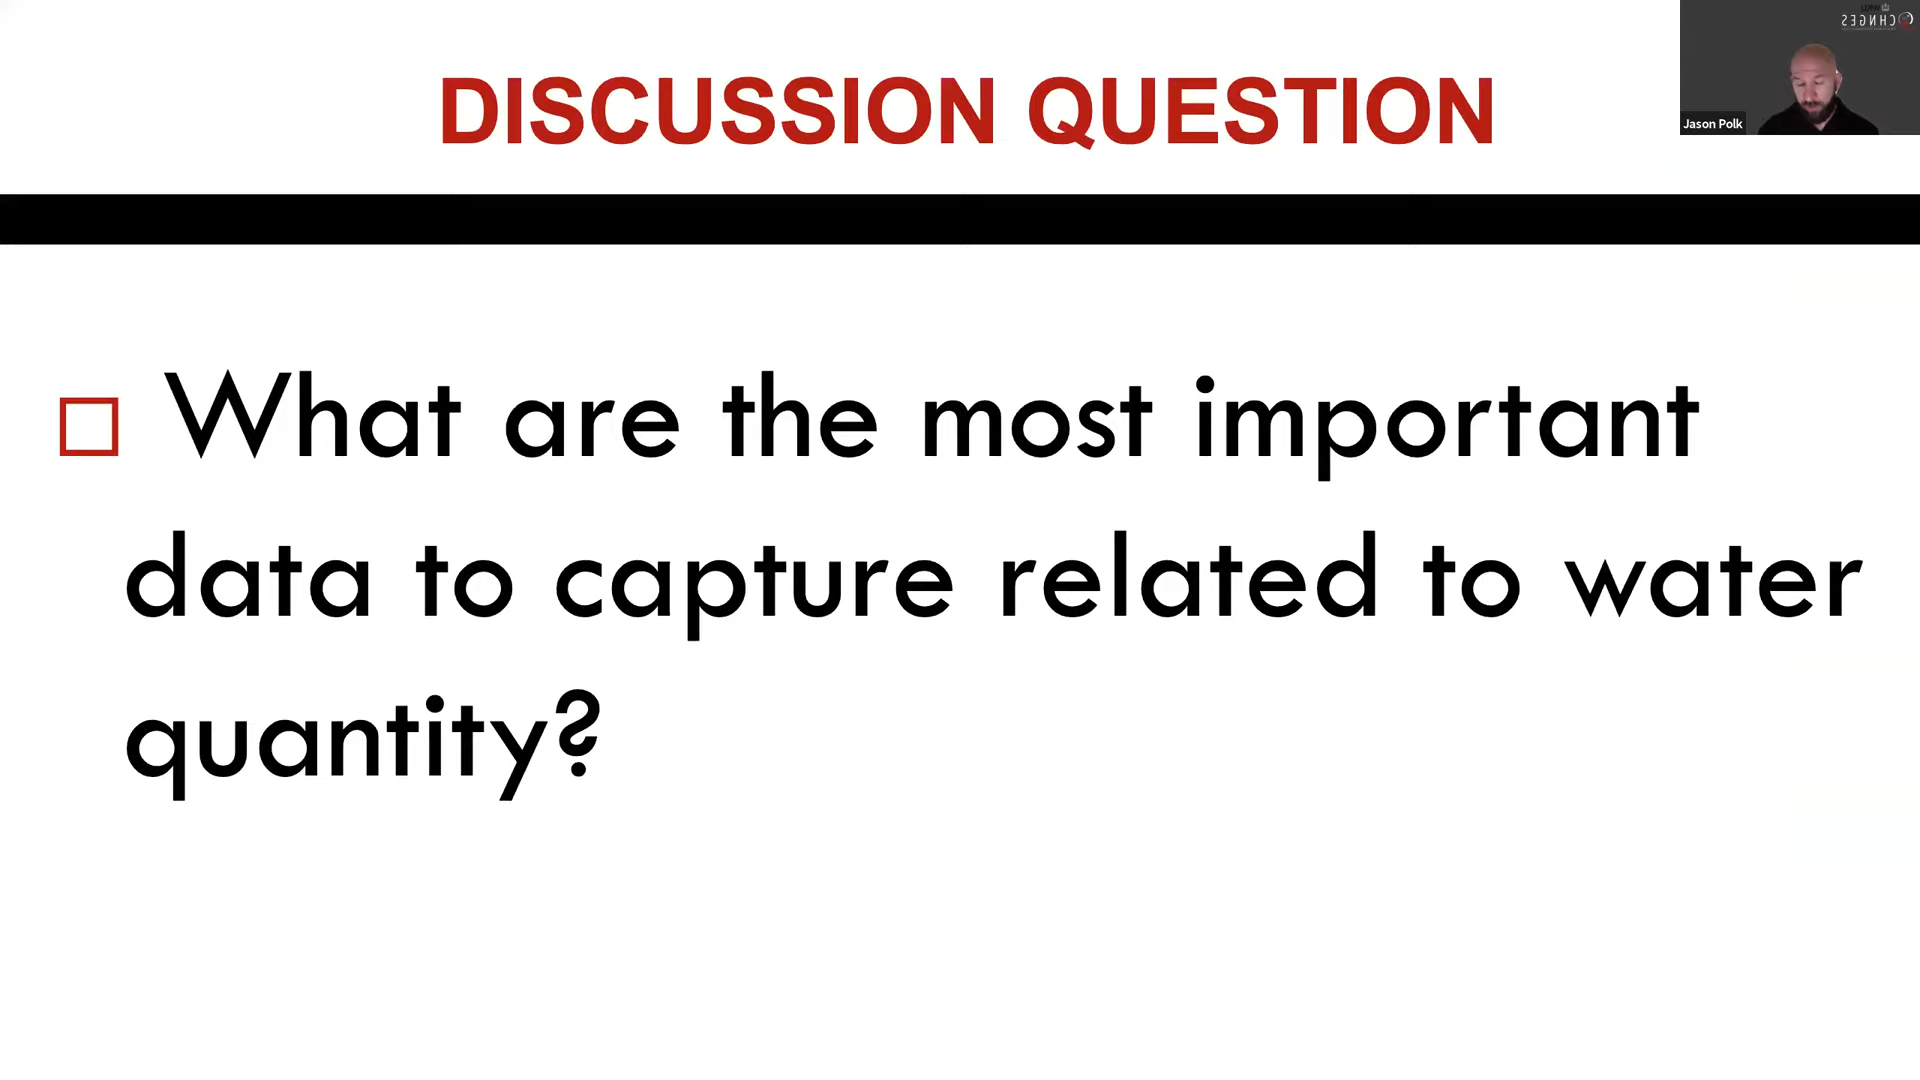 DISCUSSION QUESTION
Jason Polk
What are the most important
data to capture related to water
quantity?